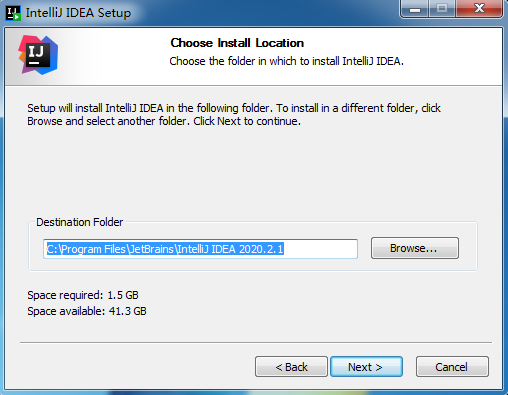 IntelliJ IDEA Setup
IJ
Choose Install Location
Choose the folder in which to install IntelliJ IDEA.
Setup will install IntelliJ IDEA in the following folder. To install in a different folder, click
Browse and select another folder. Click Next to continue.
Destination Folder
C:\Program Files\JetBrains\IntelliJ IDEA 2020.2.1
Browse...
Space required: 1.5 GB
Space available: 41.3 GB
< Back
Next >
Cancel